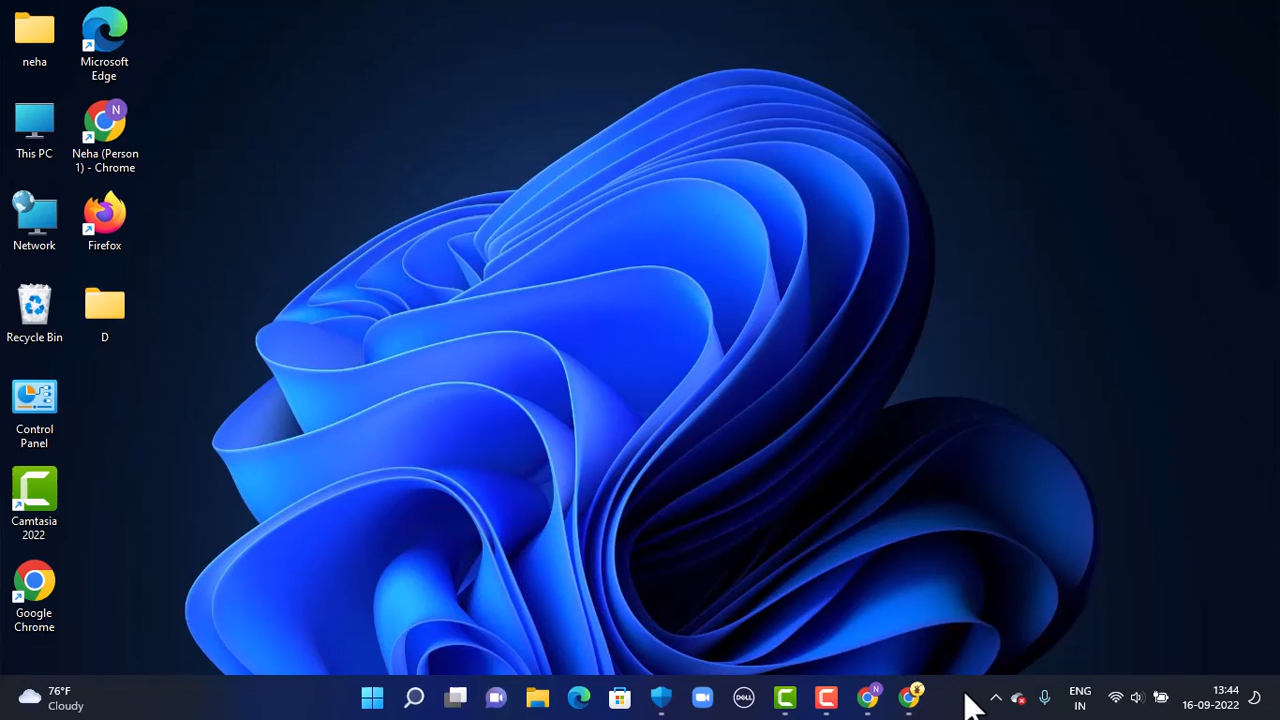 neha
Microsoft
Edge
This PC
N
Neha (Person
1) - Chrome
Network
Firefox
Recycle Bin
D
Control
Panel
Camtasia
2022
Google
Chrome
76°F
Cloudy
DELL
N
ENG
IN
13:44
16-09-2022